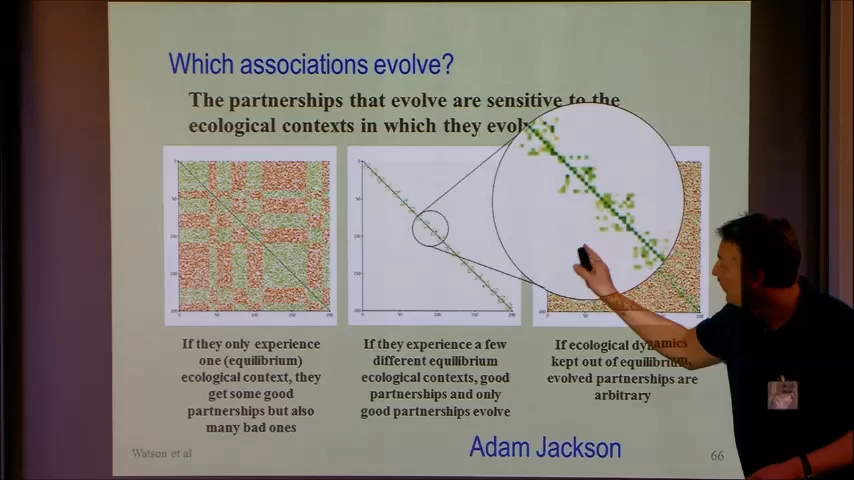 Which associations evolve?
The partnerships that evolve are sensitive to the
ecological contexts in which they evolv
If they only experience
one (equilibrium)
ecological context, they
get some good
partnerships but also
many bad ones
If they experience a few
different equilibrium
ecological contexts, good
partnerships and only
good partnerships evolve
If ecological dynamics
kept out of equilibrium,
evolved partnerships are
arbitrary
Watson et al
Adam Jackson
66